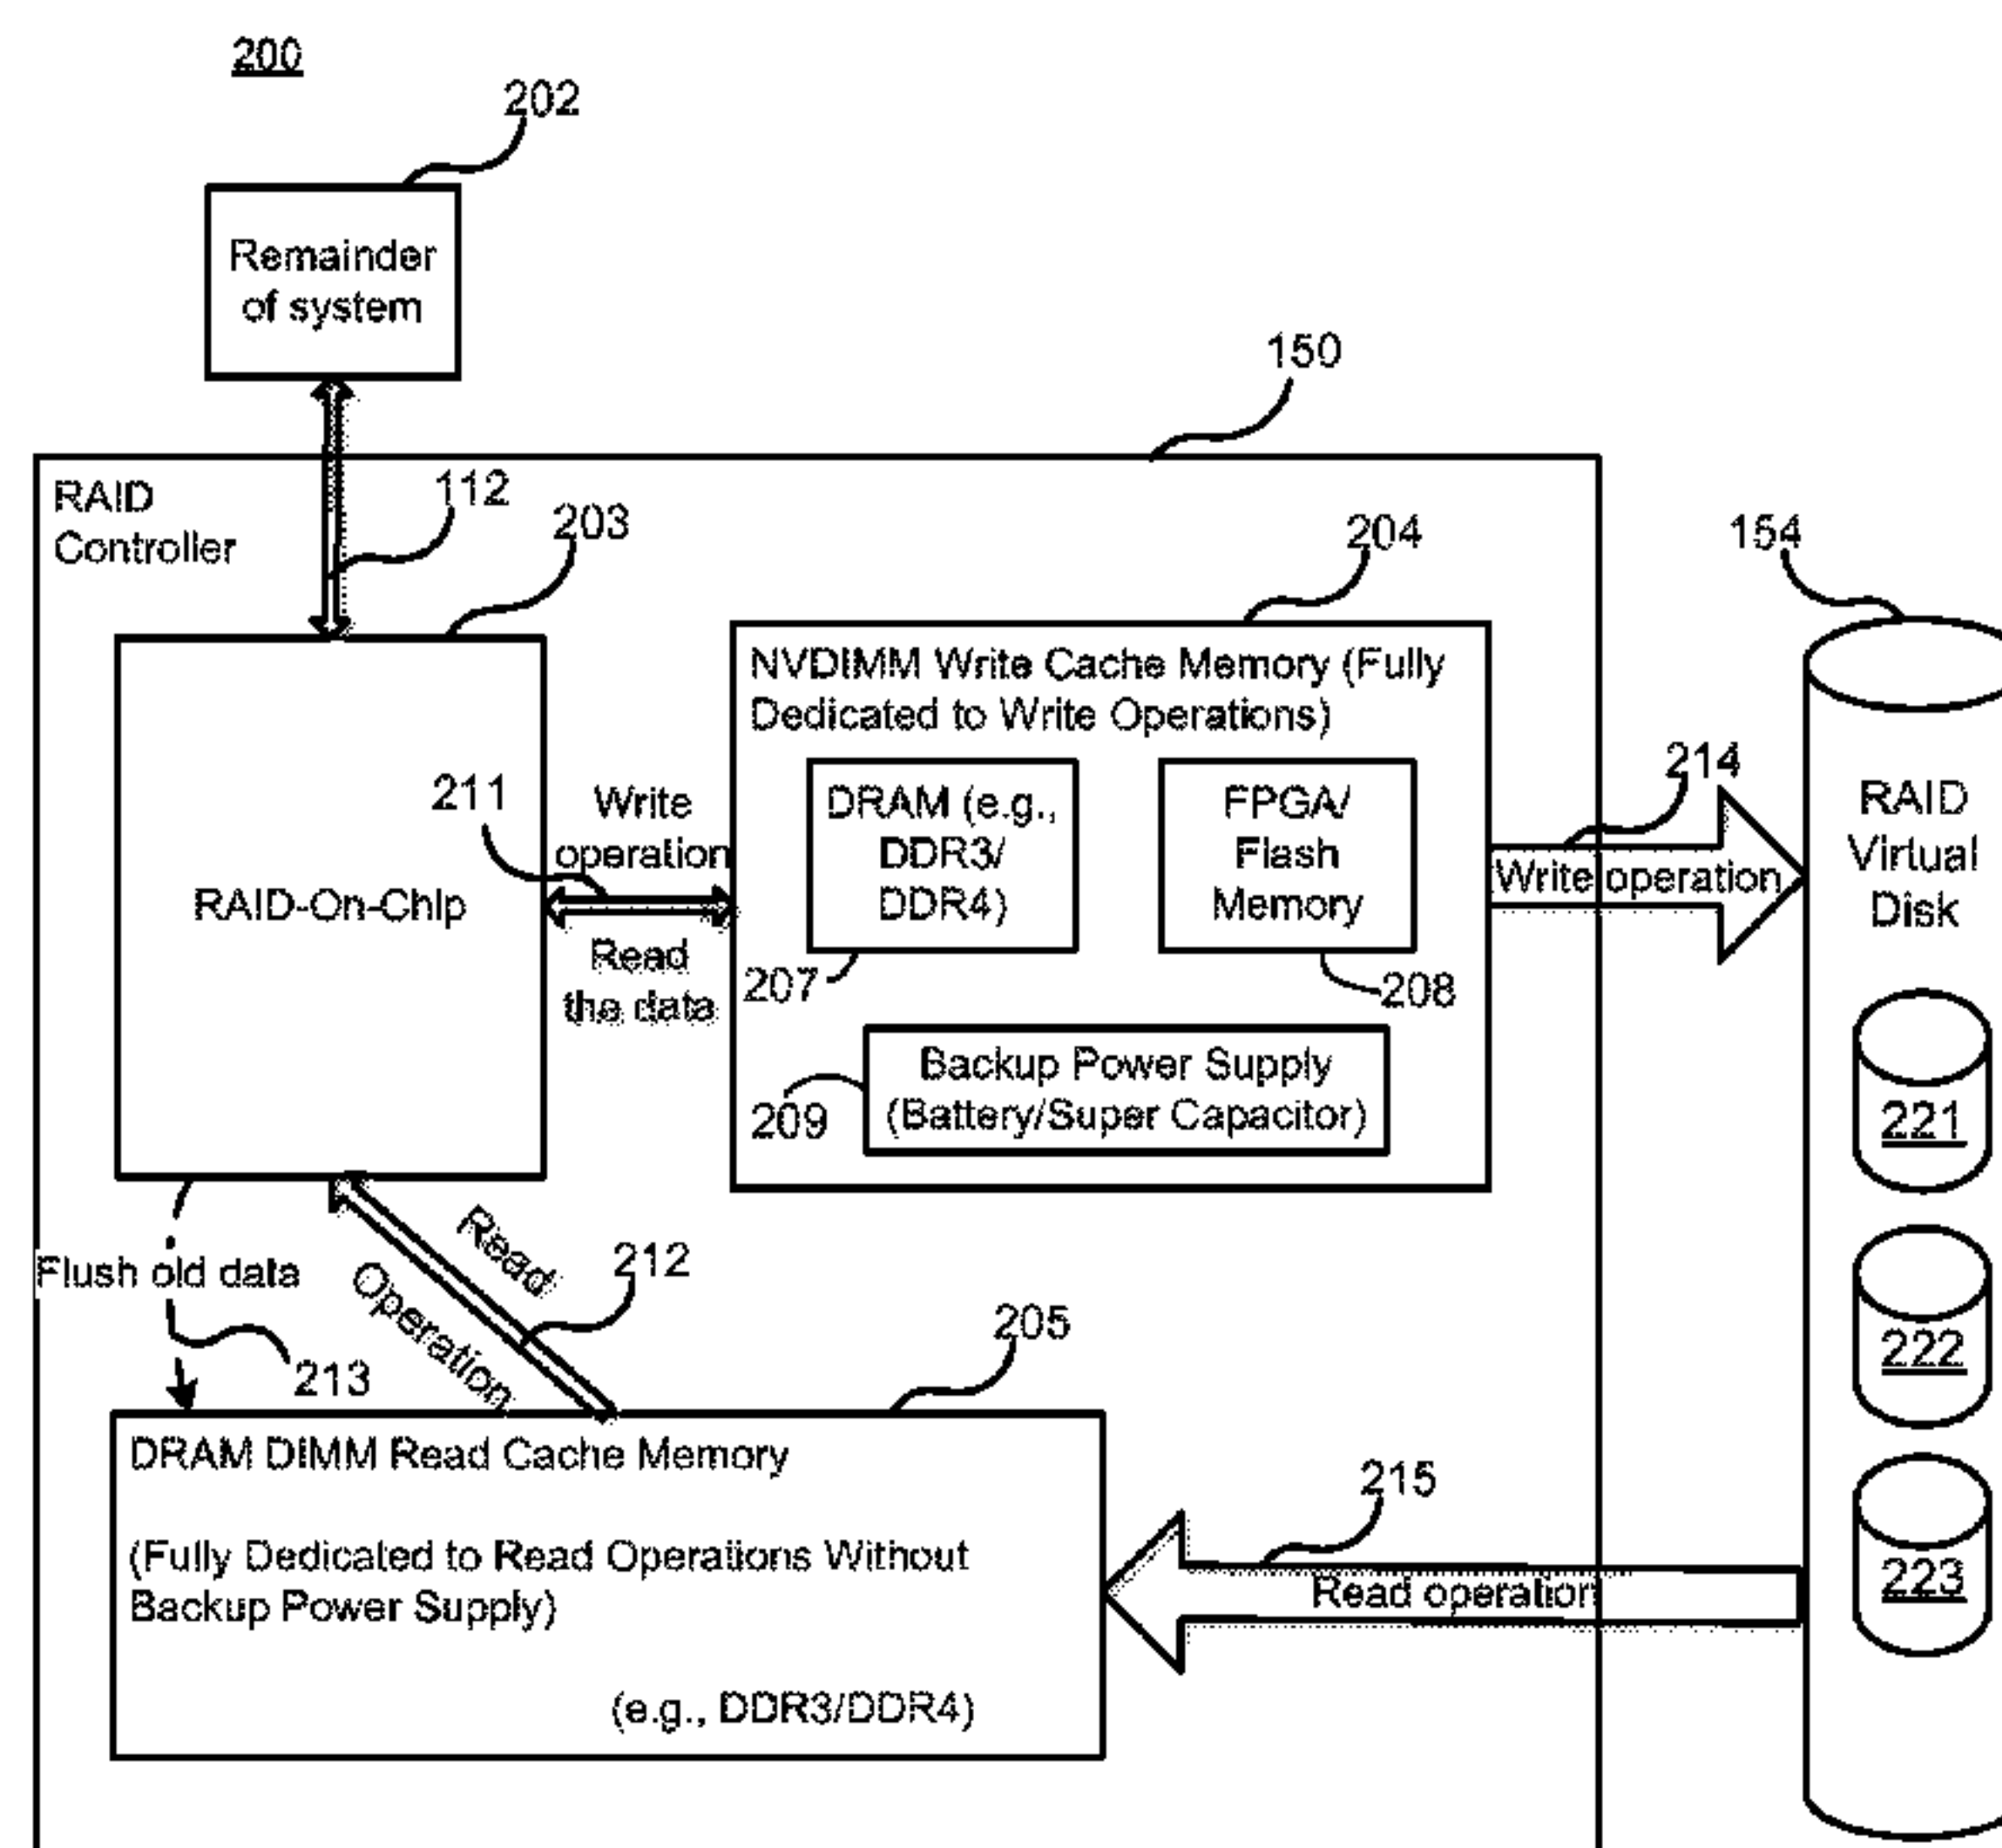 200
202
Remainder
of system
150
RAID
Controller
112
203
204
154
RAID-On-Chip
NVDIMM Write Cache Memory (Fully
Dedicated to Write Operations)
211
Write
operation
Read
the data
DRAM (e.g.,
DDR3/
DDR4)
207
FPGA/
Flash
Memory
208
Backup Power Supply
(Battery/Super Capacitor)
209
214
Write operation
RAID
Virtual
Disk
221
222
223
Flush old data
213
Read
Operation
212
205
DRAM DIMM Read Cache Memory
(Fully Dedicated to Read Operations Without
Backup Power Supply)
(e.g., DDR3/DDR4)
215
Read operation